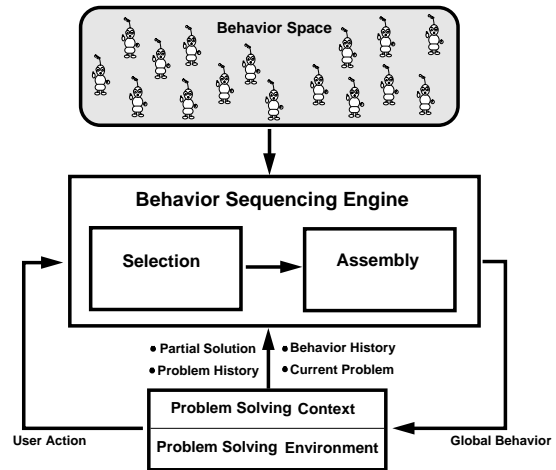 Behavior Space
Behavior Sequencing Engine
Selection
Assembly
• Partial Solution
• Behavior History
• Problem History
• Current Problem
Problem Solving Context
Problem Solving Environment
User Action
Global Behavior